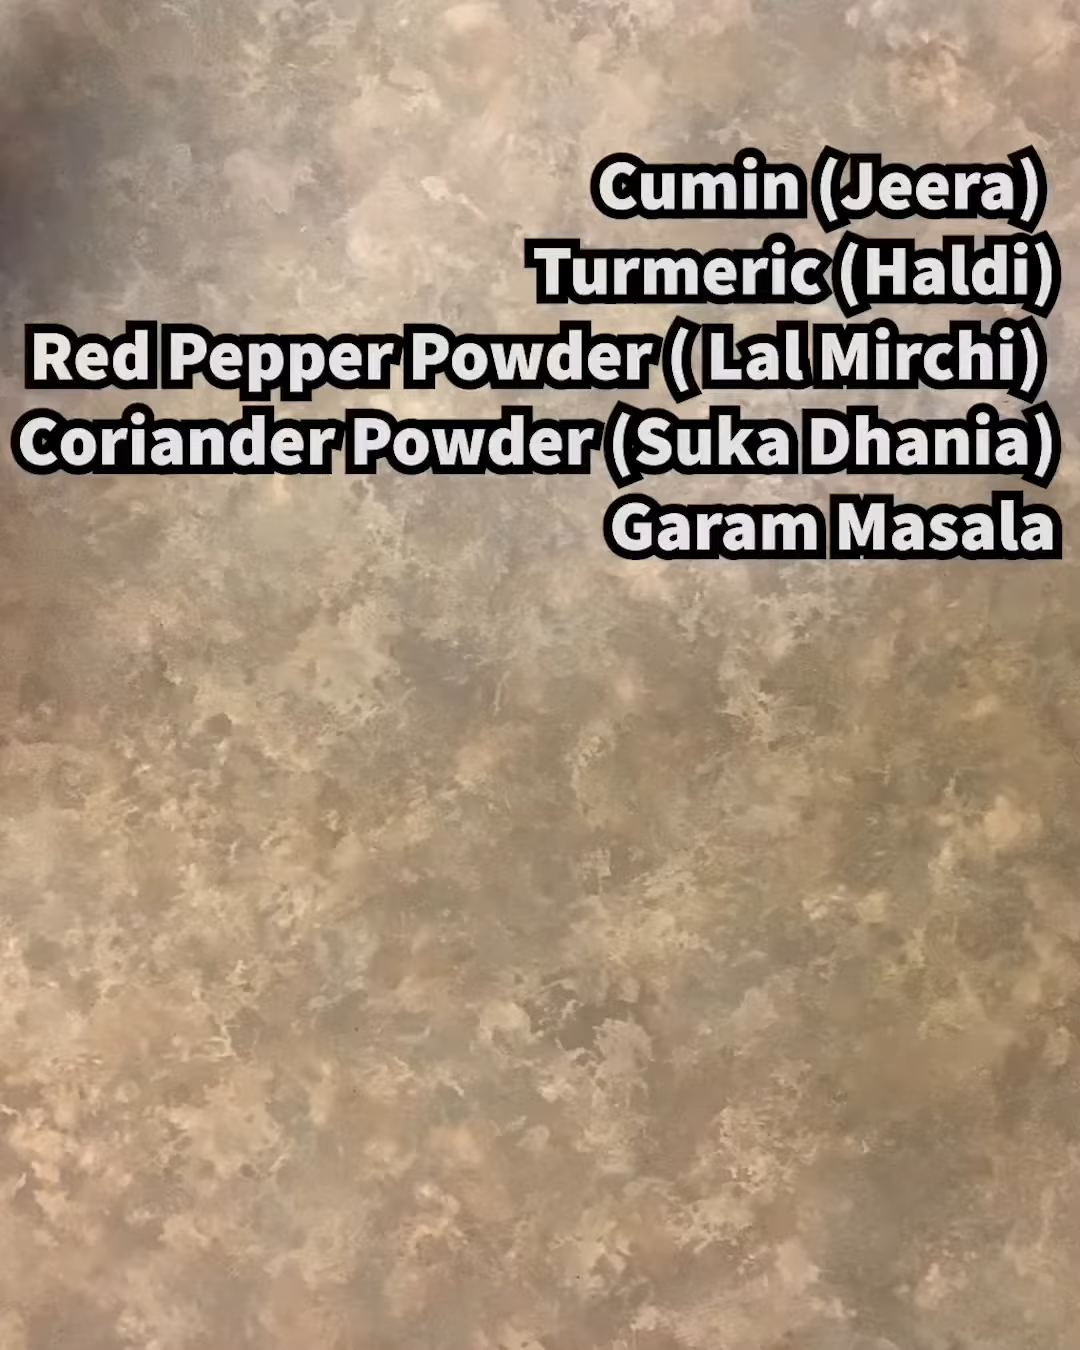 Cumin (Jeera)
Turmeric (Haldi)
Red Pepper Powder ( Lal Mirchi)
Coriander Powder (Suka Dhania)
Garam Masala